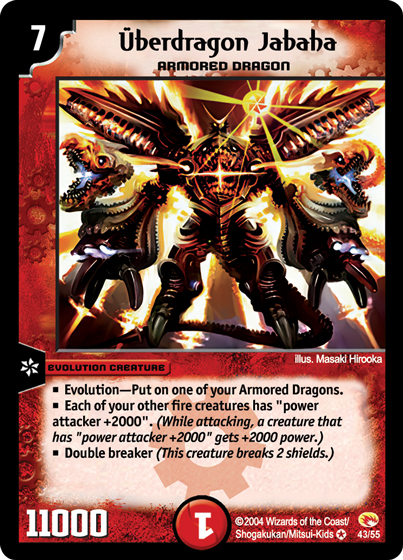 7
Überdragon Jabaha
ARMORED DRAGON
illus. Masaki Hirooka
EVOLUTION CREATURE
▪ Evolution—Put on one of your Armored Dragons.
▪ Each of your other fire creatures has "power
attacker +2000". (While attacking, a creature that
has "power attacker +2000" gets +2000 power.)
▪ Double breaker (This creature breaks 2 shields.)
11000
1
©2004 Wizards of the Coast/
Shogakukan/Mitsui-Kids ✪ 43/55